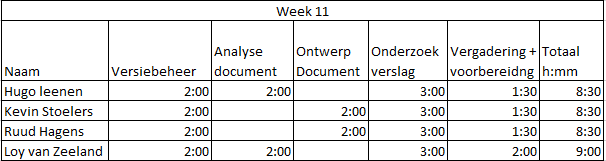 Week 11
Naam Versiebeheer Analyse document Ontwerp Document Onderzoek verslag Vergadering + voorbereidng Totaal h:mm
Hugo leenen 2:00 2:00 3:00 1:30 8:30
Kevin Stoelers 2:00 2:00 3:00 1:30 8:30
Ruud Hagens 2:00 2:00 3:00 1:30 8:30
Loy van Zeeland 2:00 2:00 3:00 2:00 9:00